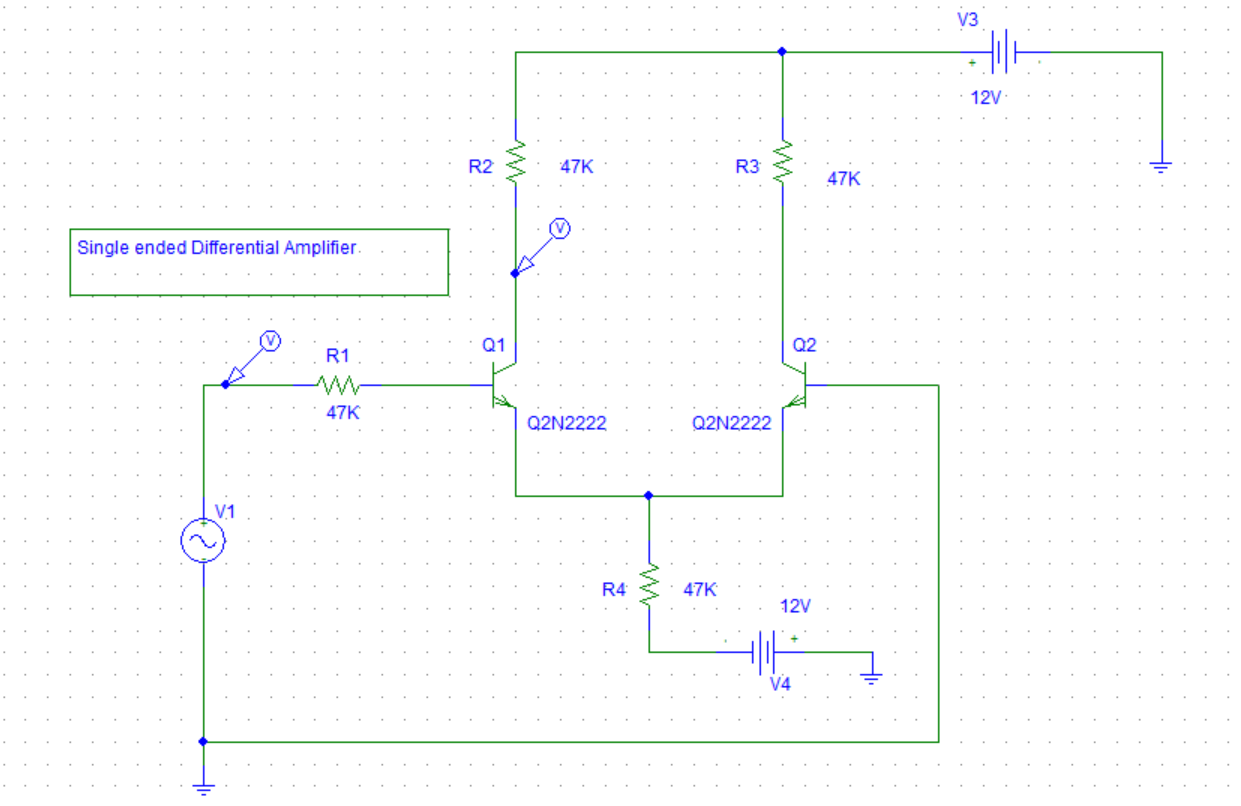 V3
+
-
12V
R2
47K
R3
47K
V
Single ended Differential Amplifier
V
R1
47K
Q1
Q2
Q2N2222
Q2N2222
V1
+
-
R4
47K
12V
-
+
V4